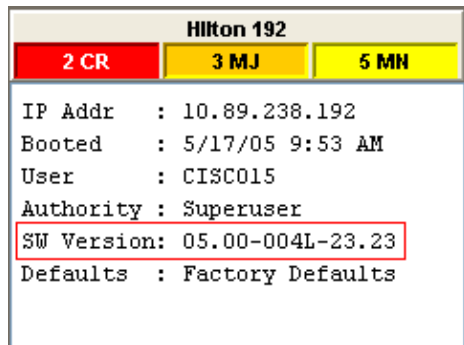 Hilton 192
2 CR 3 MJ 5 MN
IP Addr : 10.89.238.192
Booted : 5/17/05 9:53 AM
User : CISCO15
Authority : Superuser
SW Version: 05.00-004L-23.23
Defaults : Factory Defaults